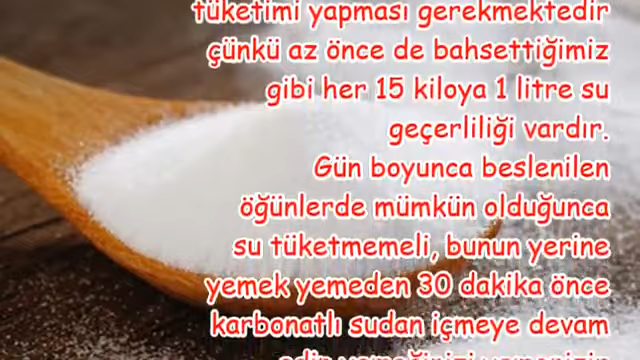 tüketimi yapması gerekmektedir
çünkü az önce de bahsettiğimiz
gibi her 15 kiloya 1 litre su
geçerliliği vardır.
Gün boyunca beslenilen
öğünlerde mümkün olduğunca
su tüketmemeli, bunun yerine
yemek yemeden 30 dakika önce
karbonatlı sudan içmeye devam